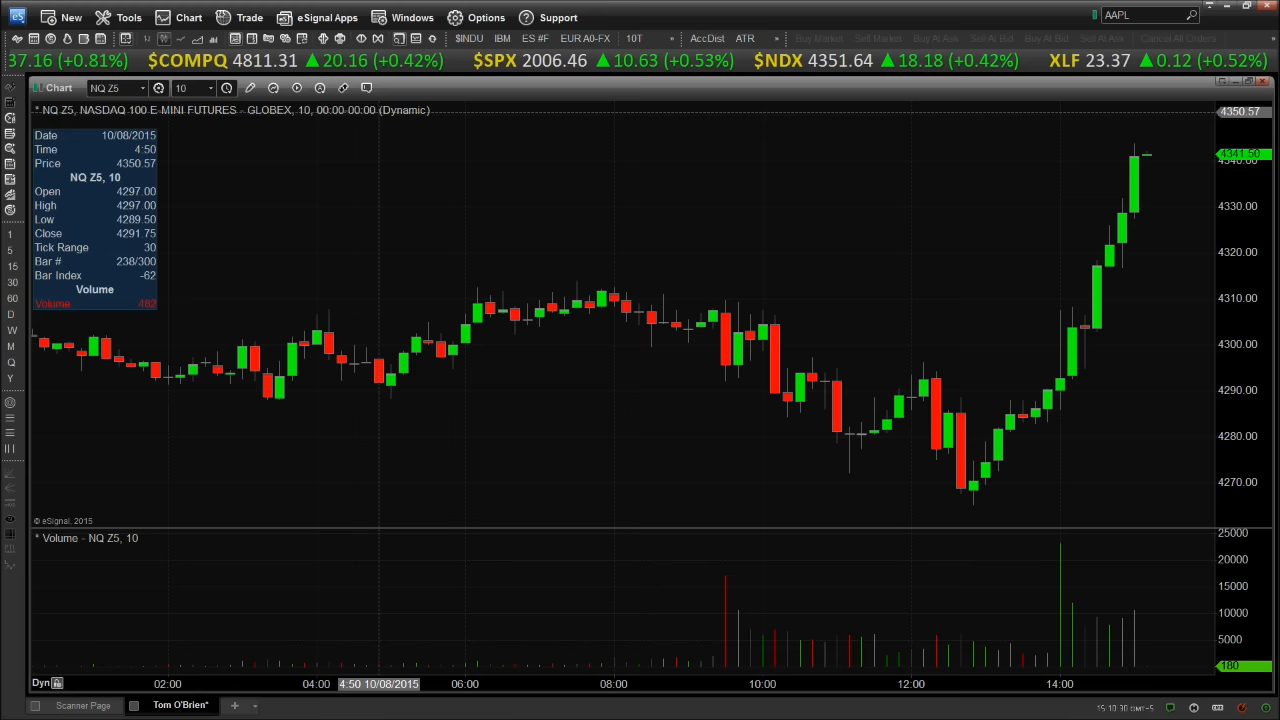 eS New Tools Chart Trade eSignal Apps Windows Options Support AAPL
$INDU IBM ES #F EUR A0-FX 10T » AccDist ATR » Buy Market Sell Market Buy At Ask Sell At Bid Buy At Bid Sell At Ask Cancel All Orders
37.16 (+0.81%) $COMPQ 4811.31 ▲ 20.16 (+0.42%) $SPX 2006.46 ▲ 10.63 (+0.53%) $NDX 4351.64 ▲ 18.18 (+0.42%) XLF 23.37 ▲ 0.12 (+0.52%)
Chart NQ Z5 10
* NQ Z5, NASDAQ 100 E-MINI FUTURES - GLOBEX, 10, 00:00-00:00 (Dynamic)
4350.57
Date 10/08/2015
Time 4:50
Price 4350.57
NQ Z5, 10
Open 4297.00
High 4297.00
Low 4289.50
Close 4291.75
Tick Range 30
Bar # 238/300
Bar Index -62
Volume
Volume 482
4341.50
4340.00
4330.00
4320.00
4310.00
4300.00
4290.00
4280.00
4270.00
1
5
15
30
60
D
W
M
Q
Y
© eSignal, 2015
* Volume - NQ Z5, 10
25000
20000
15000
10000
5000
180
Dyn 02:00 04:00 4:50 10/08/2015 06:00 08:00 10:00 12:00 14:00
Scanner Page Tom O'Brien* + 15:10:30 GMT-5